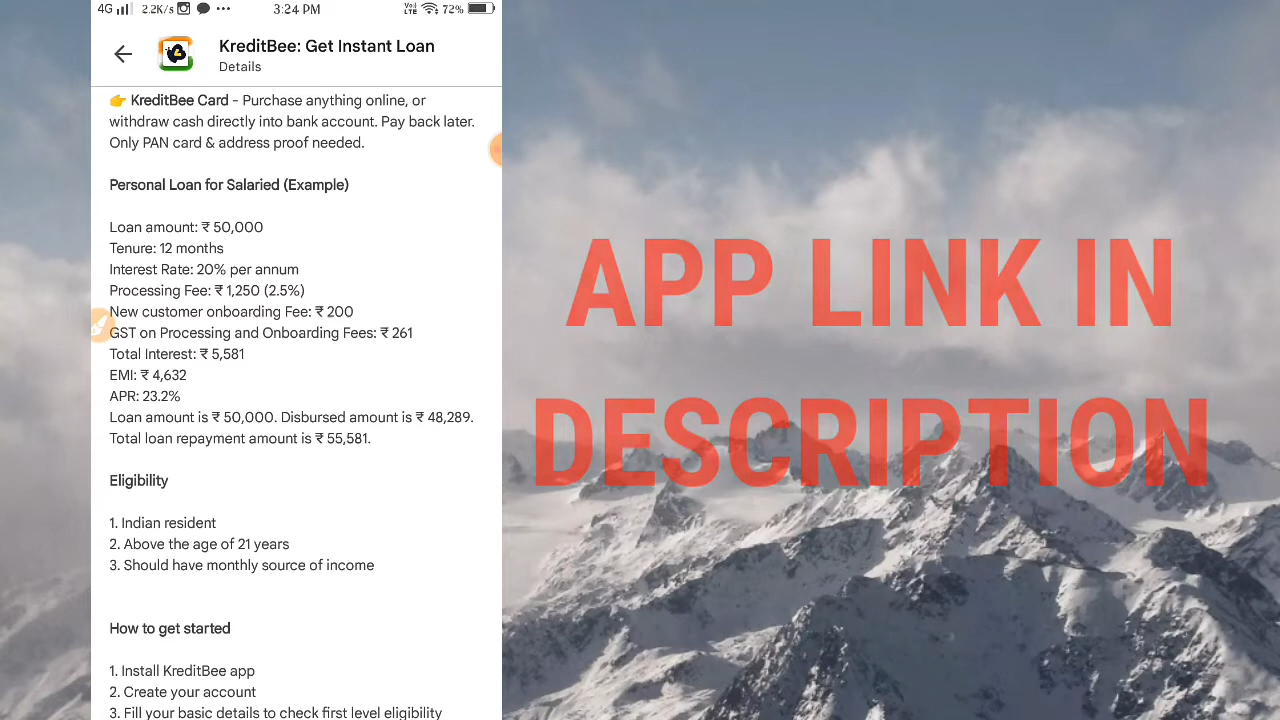 4G 2.2K/s ••• 3:24 PM VoJ LTE 72%
KreditBee: Get Instant Loan
Details
👉 KreditBee Card - Purchase anything online, or
withdraw cash directly into bank account. Pay back later.
Only PAN card & address proof needed.
Personal Loan for Salaried (Example)
Loan amount: ₹ 50,000
Tenure: 12 months
Interest Rate: 20% per annum
Processing Fee: ₹ 1,250 (2.5%)
New customer onboarding Fee: ₹ 200
GST on Processing and Onboarding Fees: ₹ 261
Total Interest: ₹ 5,581
EMI: ₹ 4,632
APR: 23.2%
Loan amount is ₹ 50,000. Disbursed amount is ₹ 48,289.
Total loan repayment amount is ₹ 55,581.
Eligibility
1. Indian resident
2. Above the age of 21 years
3. Should have monthly source of income
How to get started
1. Install KreditBee app
2. Create your account
3. Fill your basic details to check first level eligibility
APP LINK IN
DESCRIPTION